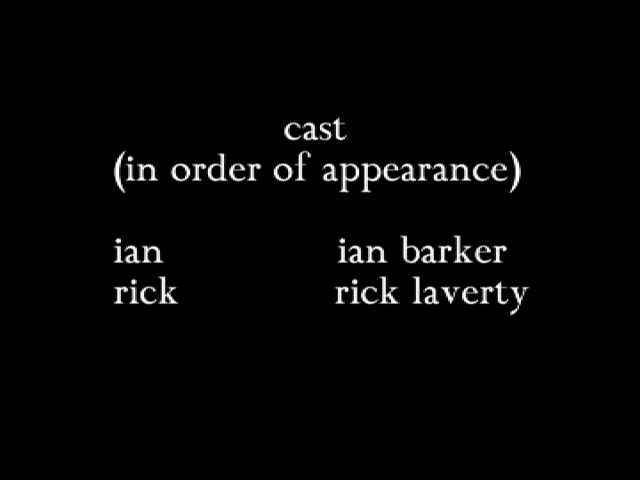 cast
(in order of appearance)
ian ian barker
rick rick laverty